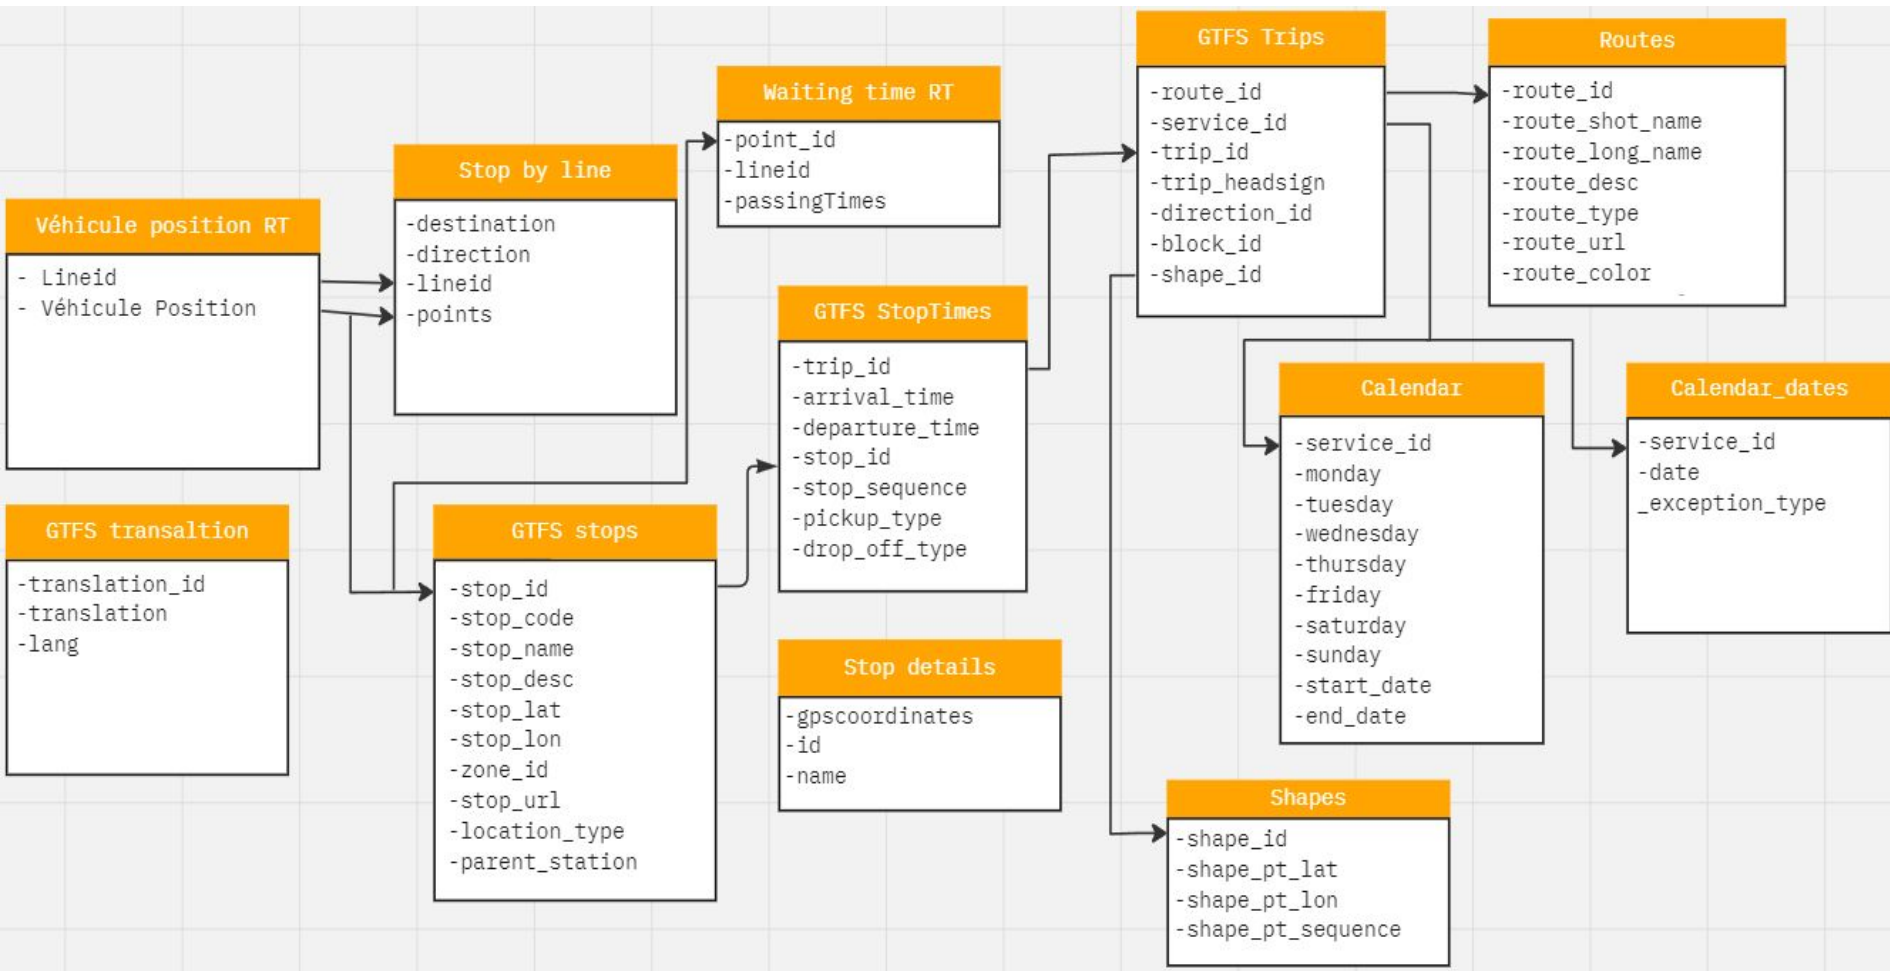 Véhicule position RT
- Lineid
- Véhicule Position
Stop by line
-destination
-direction
-lineid
-points
Waiting time RT
-point_id
-lineid
-passingTimes
GTFS Trips
-route_id
-service_id
-trip_id
-trip_headsign
-direction_id
-block_id
-shape_id
Routes
-route_id
-route_shot_name
-route_long_name
-route_desc
-route_type
-route_url
-route_color
GTFS StopTimes
-trip_id
-arrival_time
-departure_time
-stop_id
-stop_sequence
-pickup_type
-drop_off_type
Calendar
-service_id
-monday
-tuesday
-wednesday
-thursday
-friday
-saturday
-sunday
-start_date
-end_date
Calendar_dates
-service_id
-date
_exception_type
GTFS transaltion
-translation_id
-translation
-lang
GTFS stops
-stop_id
-stop_code
-stop_name
-stop_desc
-stop_lat
-stop_lon
-zone_id
-stop_url
-location_type
-parent_station
Stop details
-gpscoordinates
-id
-name
Shapes
-shape_id
-shape_pt_lat
-shape_pt_lon
-shape_pt_sequence